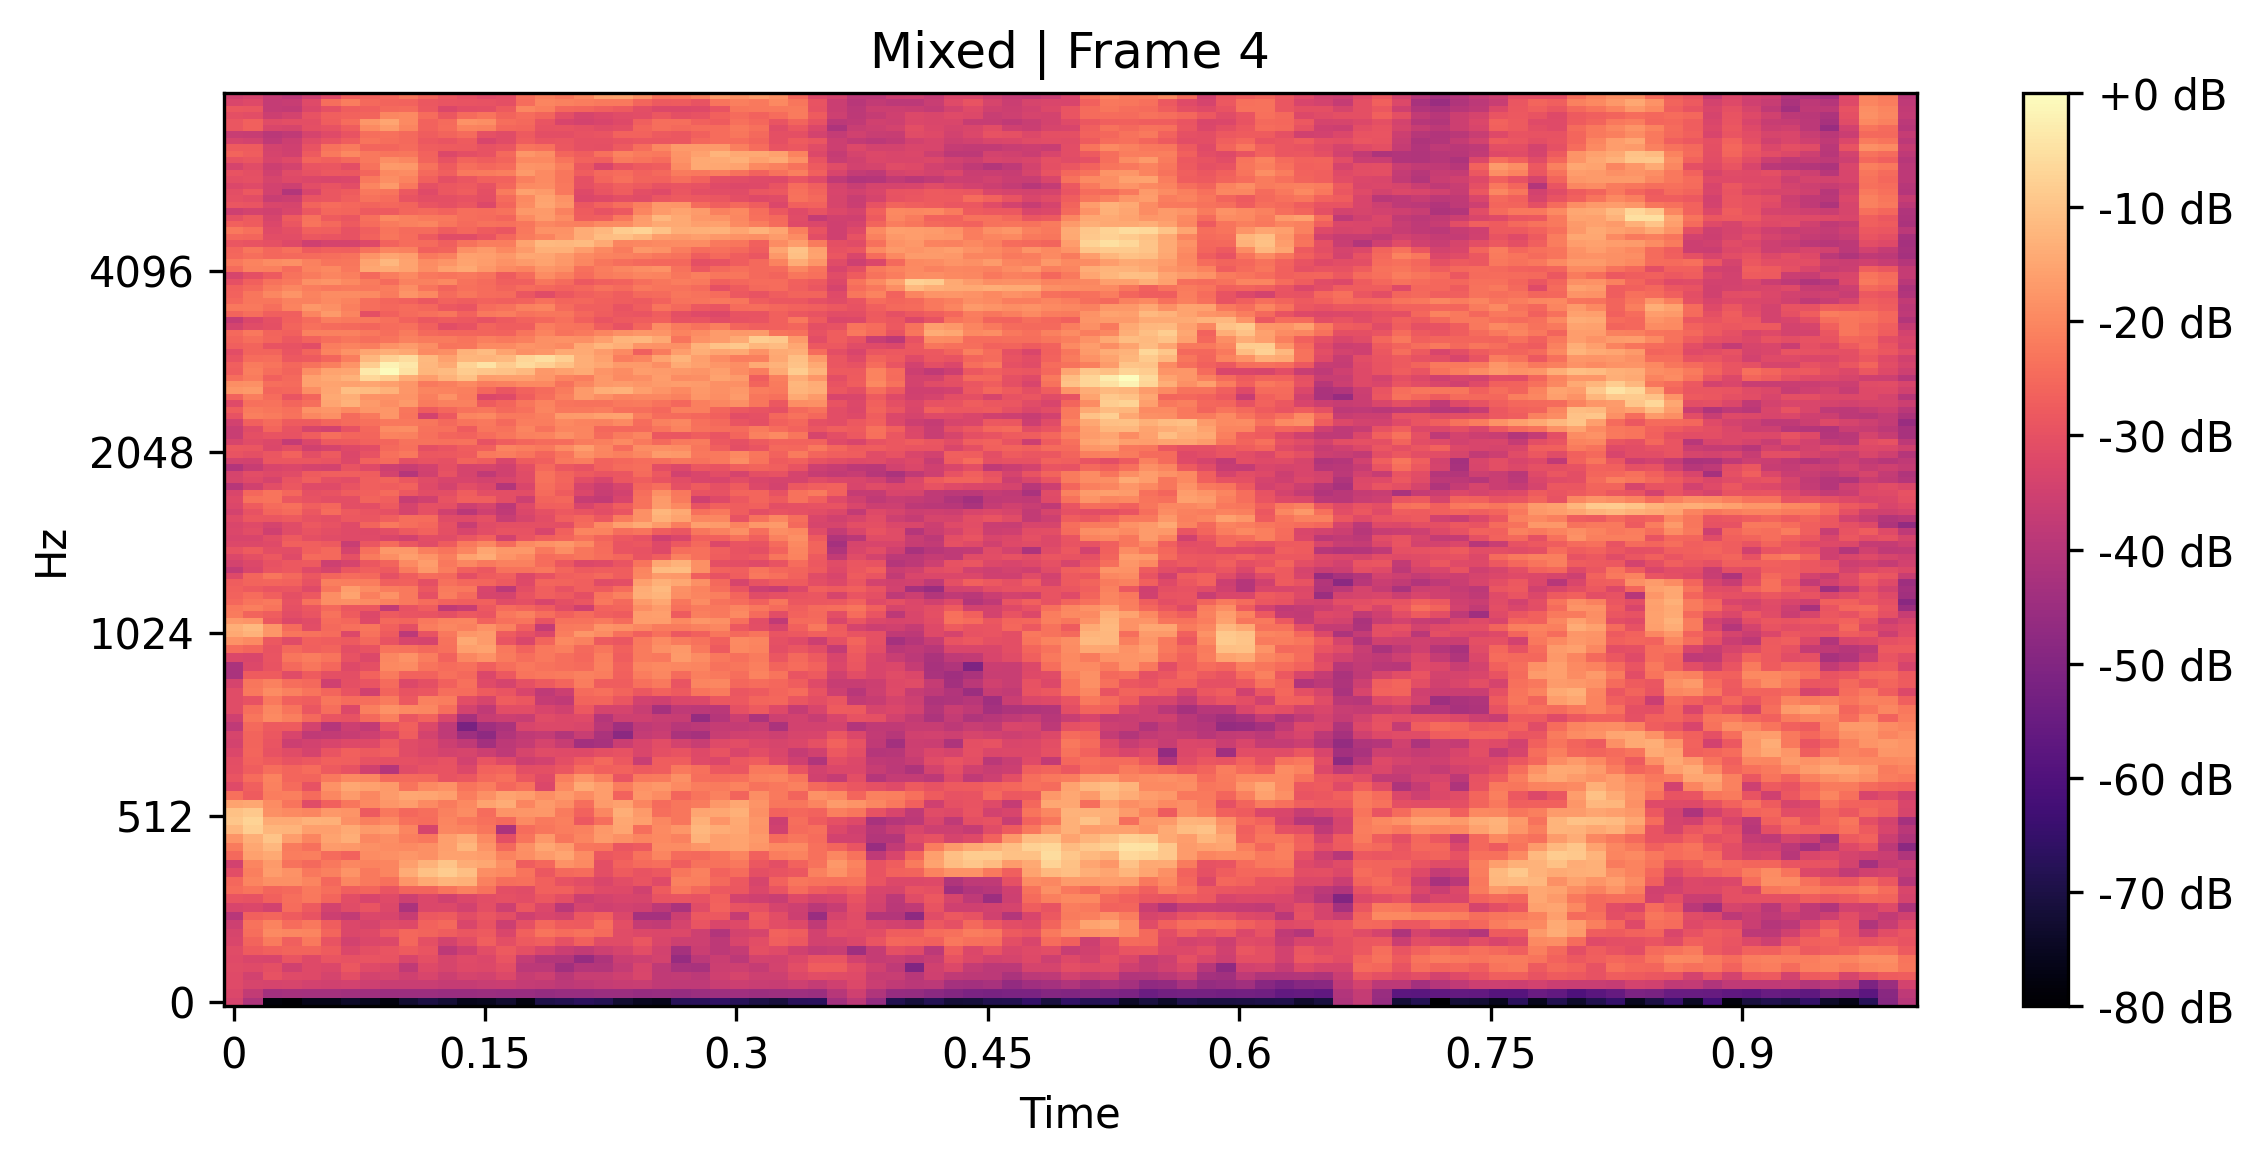 Mixed | Frame 4
+0 dB
-10 dB
-20 dB
-30 dB
-40 dB
-50 dB
-60 dB
-70 dB
-80 dB
Hz
4096
2048
1024
512
0
0 0.15 0.3 0.45 0.6 0.75 0.9
Time